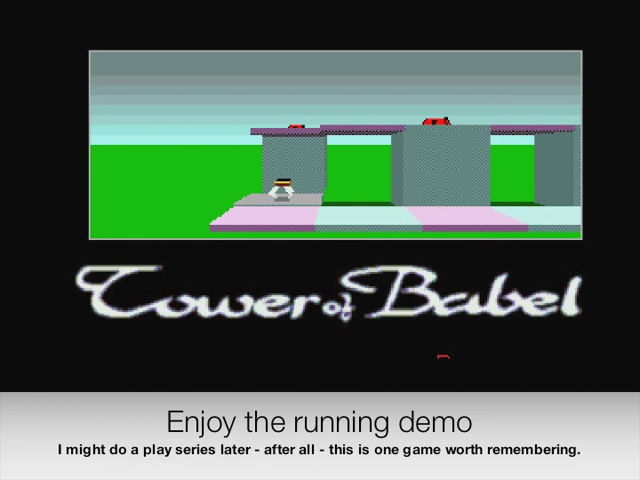 Tower of Babel
Enjoy the running demo
I might do a play series later - after all - this is one game worth remembering.